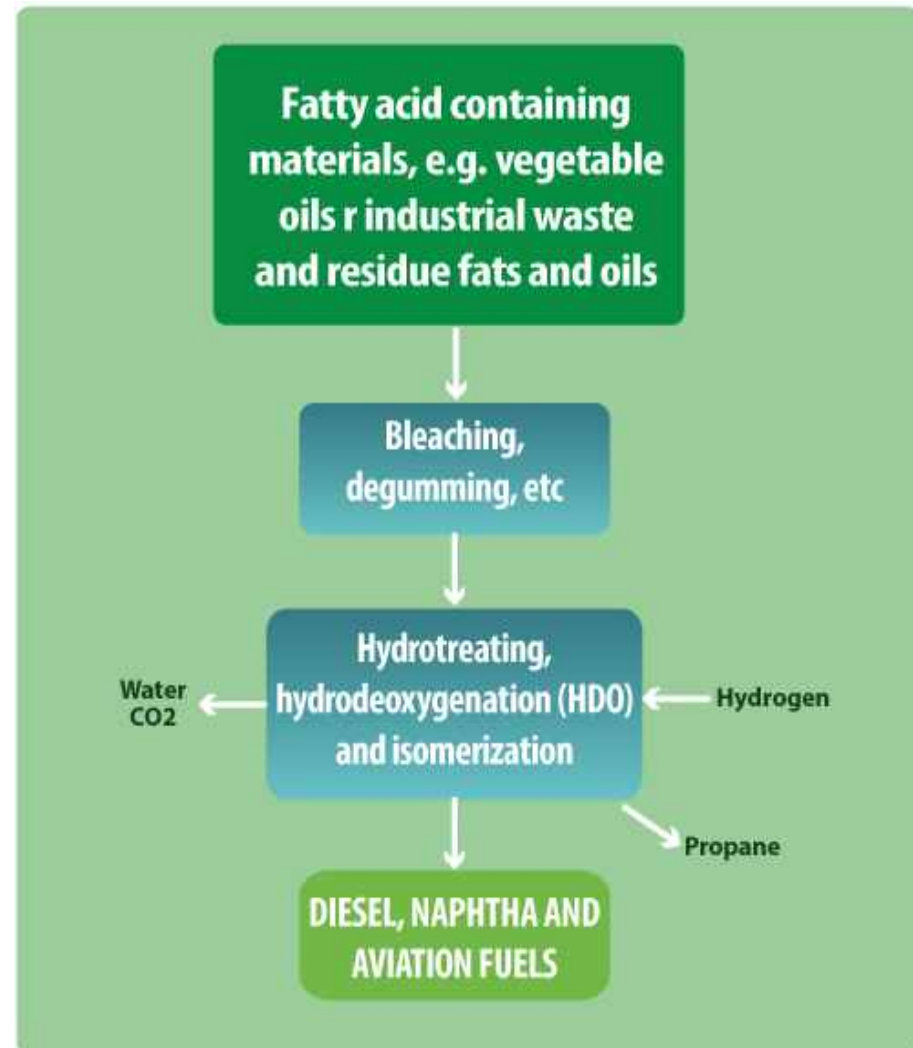 Fatty acid containing
materials, e.g. vegetable
oils r industrial waste
and residue fats and oils
Bleaching,
degumming, etc
Hydrotreating,
hydrodeoxygenation (HDO)
and isomerization
Water
CO2
Hydrogen
Propane
DIESEL, NAPHTHA AND
AVIATION FUELS